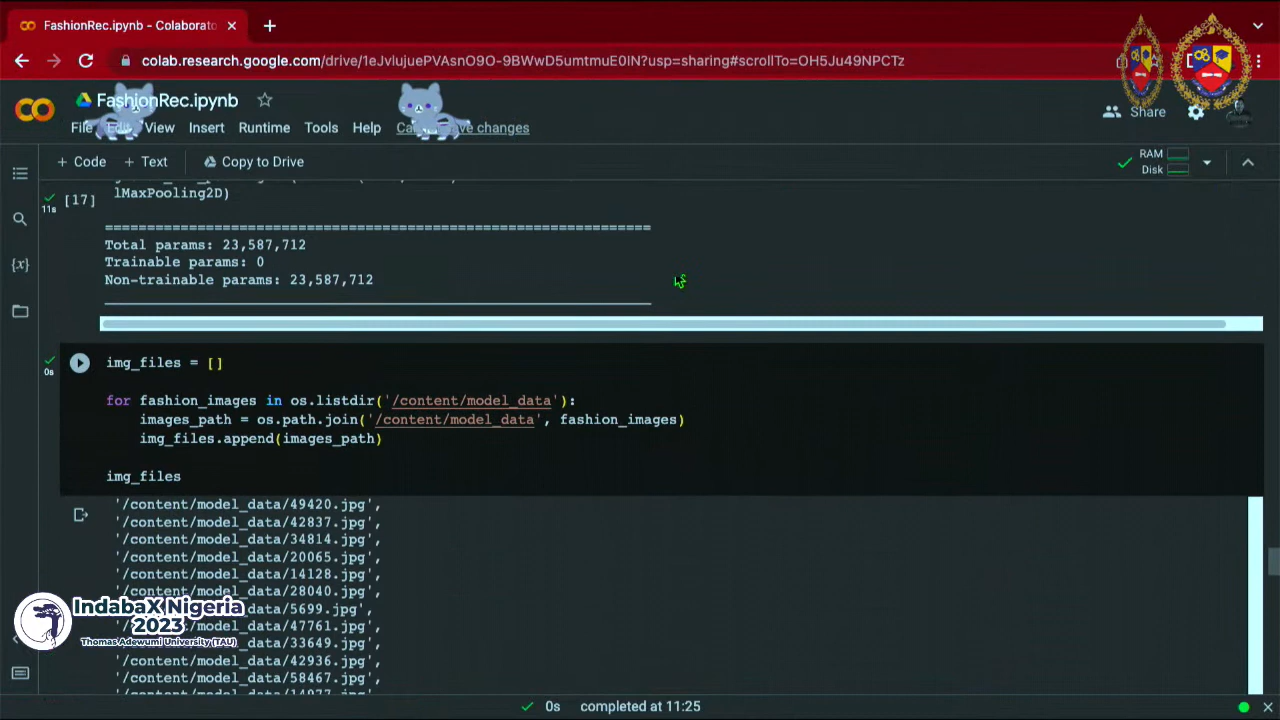 FashionRec.ipynb - Colaborato
colab.research.google.com/drive/1eJvlujuePVAsnO9O-9BWwD5umtmuE0IN?usp=sharing#scrollTo=OH5Ju49NPCTz
FashionRec.ipynb
File Edit View Insert Runtime Tools Help changes
Share
+ Code + Text Copy to Drive
RAM
Disk
lMaxPooling2D)
[17]
11s
=================================================================
Total params: 23,587,712
Trainable params: 0
Non-trainable params: 23,587,712
img_files = []
0s
for fashion_images in os.listdir('/content/model_data'):
images_path = os.path.join('/content/model_data', fashion_images)
img_files.append(images_path)
img_files
'/content/model_data/49420.jpg',
'/content/model_data/42837.jpg',
'/content/model_data/34814.jpg',
'/content/model_data/20065.jpg',
'/content/model_data/14128.jpg',
'/content/model_data/28040.jpg',
data/5699.jpg',
data/47761.jpg',
data/33649.jpg',
'/content/model_data/42936.jpg',
'/content/model_data/58467.jpg',
IndabaX Nigeria
2023
Thomas Adewumi University (TAU)
0s completed at 11:25